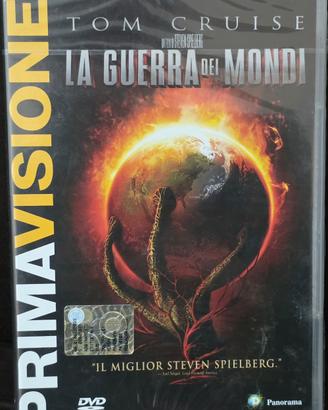 TOM CRUISE
LA GUERRA DEI MONDI
PRIMAVISIONE
"IL MIGLIOR STEVEN SPIELBERG."
DVD
Panorama